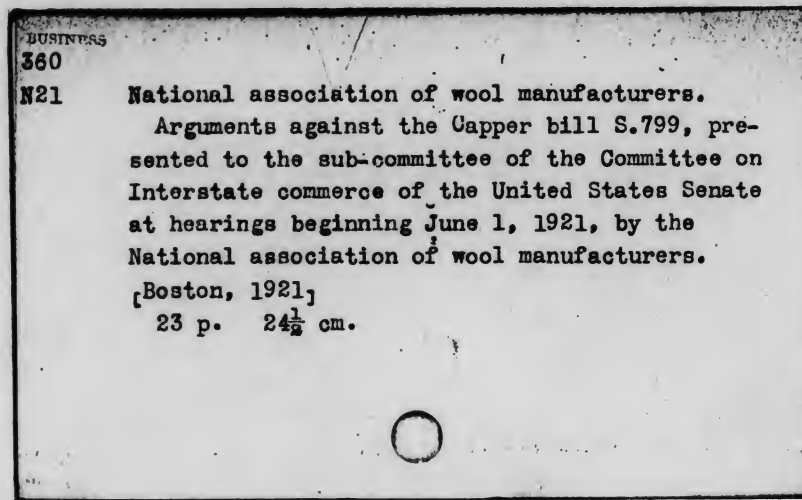 BUSINESS
360
N21 National association of wool manufacturers.
Arguments against the Capper bill S.799, pre-
sented to the sub-committee of the Committee on
Interstate commerce of the United States Senate
at hearings beginning June 1, 1921, by the
National association of wool manufacturers.
[Boston, 1921]
23 p. 24½ cm.